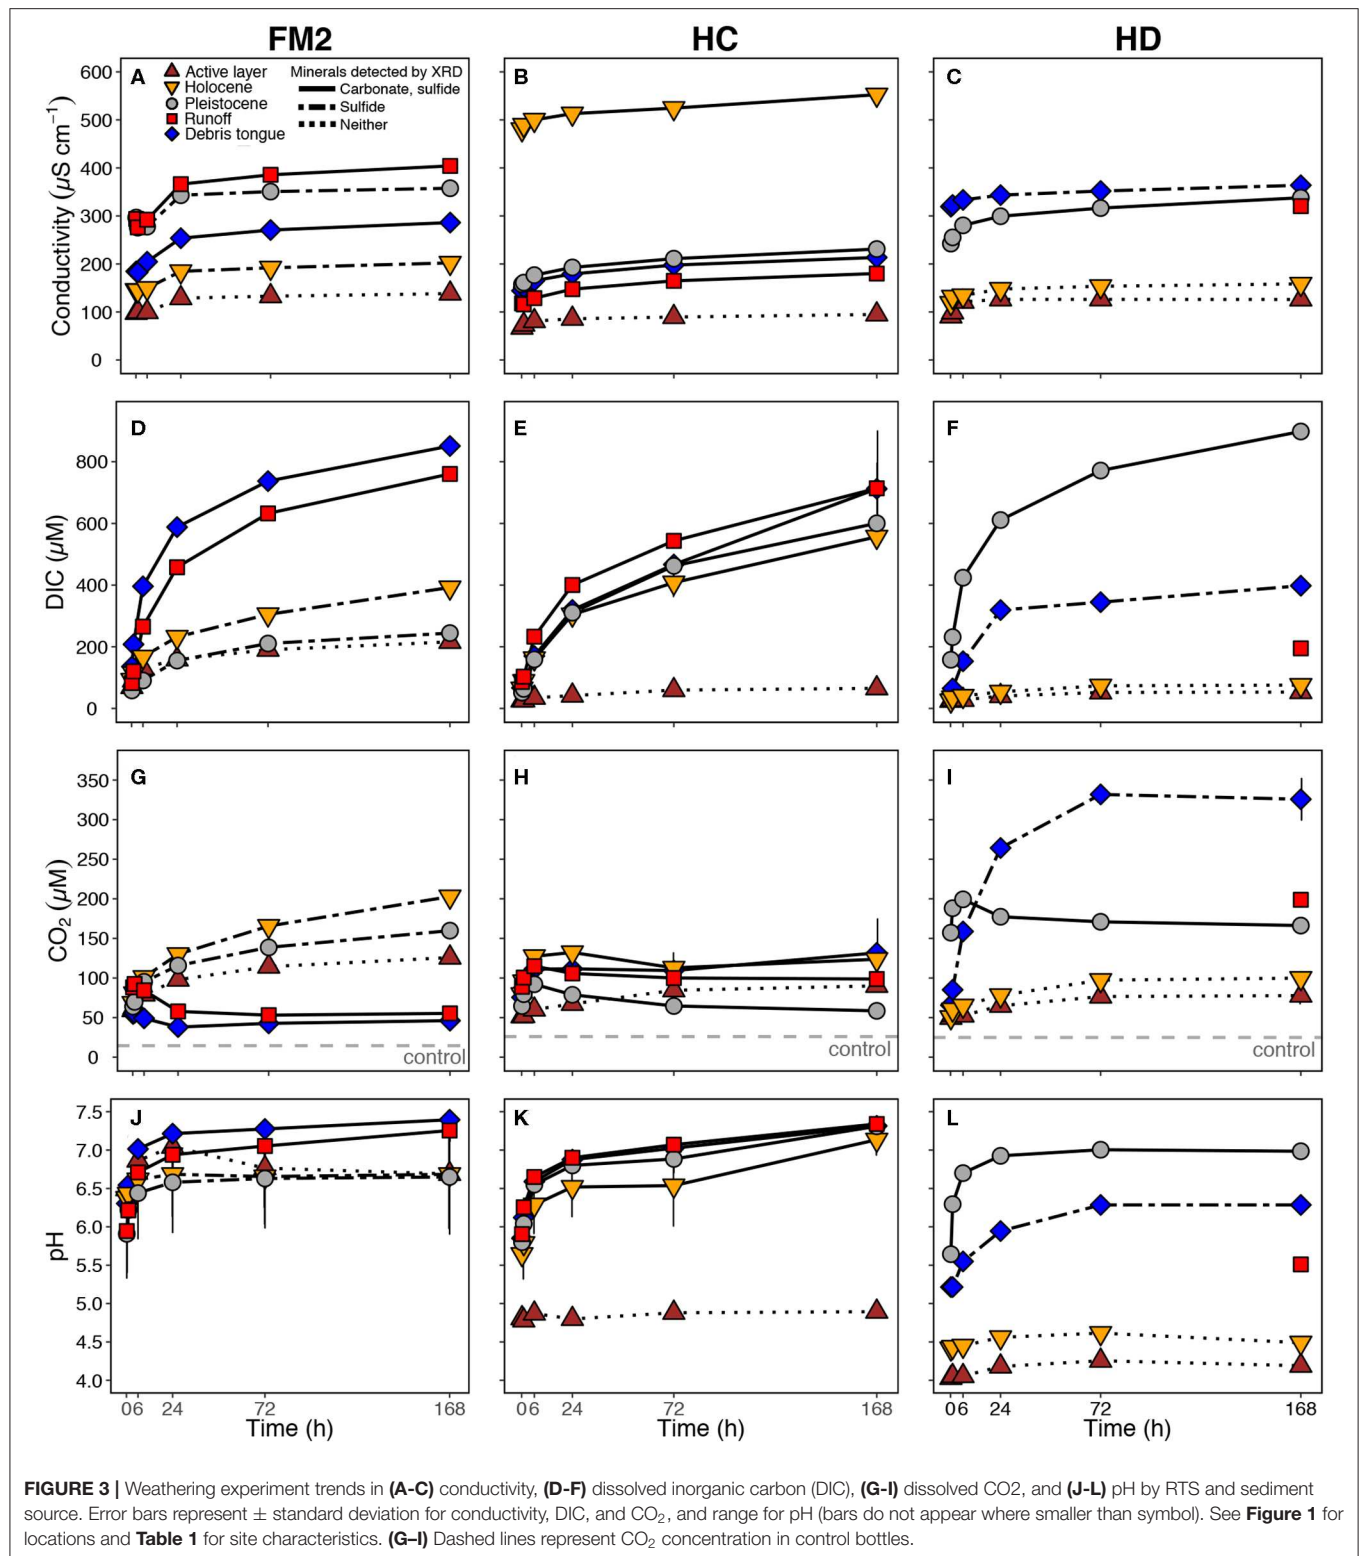 FM2 HC HD
A B C
Active layer
Holocene
Pleistocene
Runoff
Debris tongue
Minerals detected by XRD
Carbonate, sulfide
Sulfide
Neither
Conductivity (µS cm⁻¹)
600
500
400
300
200
100
0
D E F
DIC (µM)
800
600
400
200
0
G H I
CO₂ (µM)
350
300
250
200
150
100
50
0
control control control
J K L
pH
7.5
7.0
6.5
6.0
5.5
5.0
4.5
4.0
0 6 24 72 168 0 6 24 72 168 0 6 24 72 168
Time (h) Time (h) Time (h)
FIGURE 3 | Weathering experiment trends in (A-C) conductivity, (D-F) dissolved inorganic carbon (DIC), (G-I) dissolved CO2, and (J-L) pH by RTS and sediment
source. Error bars represent ± standard deviation for conductivity, DIC, and CO₂, and range for pH (bars do not appear where smaller than symbol). See Figure 1 for
locations and Table 1 for site characteristics. (G–I) Dashed lines represent CO₂ concentration in control bottles.